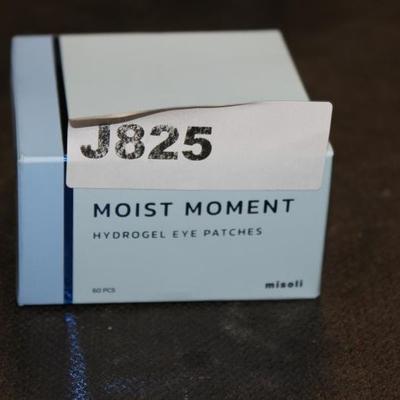 J825
MOIST MOMENT
HYDROGEL EYE PATCHES
60 PCS
misoli